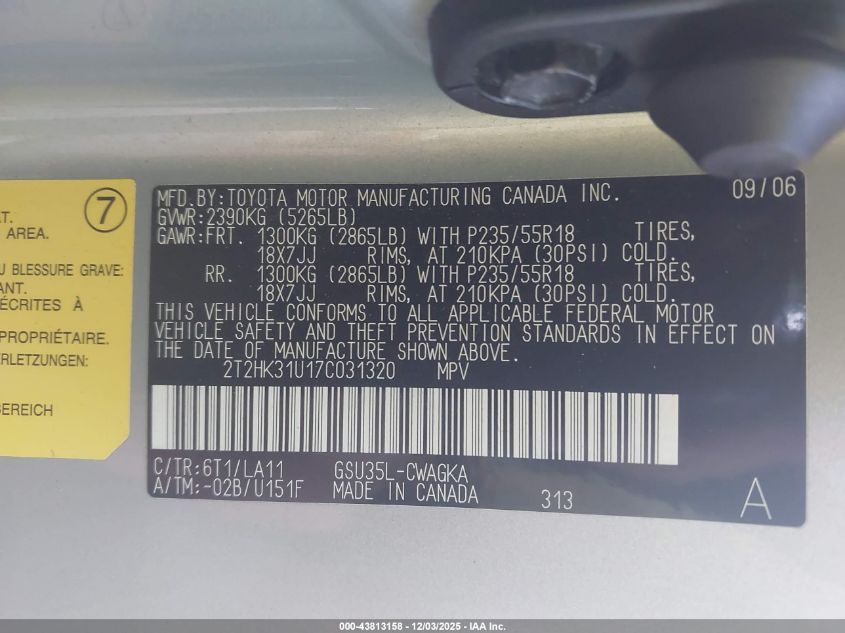 7
T.
AREA.
U BLESSURE GRAVE:
ANT.
ÉCRITES À
PROPRIÉTAIRE.
ERLETZUNGEN:
BEREICH
MFD.BY:TOYOTA MOTOR MANUFACTURING CANADA INC. 09/06
GVWR:2390KG (5265LB)
GAWR:FRT. 1300KG (2865LB) WITH P235/55R18 TIRES,
18X7JJ RIMS, AT 210KPA (30PSI) COLD.
RR. 1300KG (2865LB) WITH P235/55R18 TIRES,
18X7JJ RIMS, AT 210KPA (30PSI) COLD.
THIS VEHICLE CONFORMS TO ALL APPLICABLE FEDERAL MOTOR
VEHICLE SAFETY AND THEFT PREVENTION STANDARDS IN EFFECT ON
THE DATE OF MANUFACTURE SHOWN ABOVE.
2T2HK31U17C031320 MPV
C/TR:6T1/LA11 GSU35L-CWAGKA
A/TM:-02B/U151F MADE IN CANADA 313 A
000-43813158 - 12/03/2025 - IAA Inc.